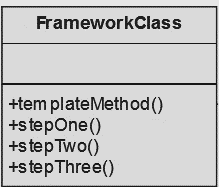 FrameworkClass
+templateMethod()
+stepOne()
+stepTwo()
+stepThree()